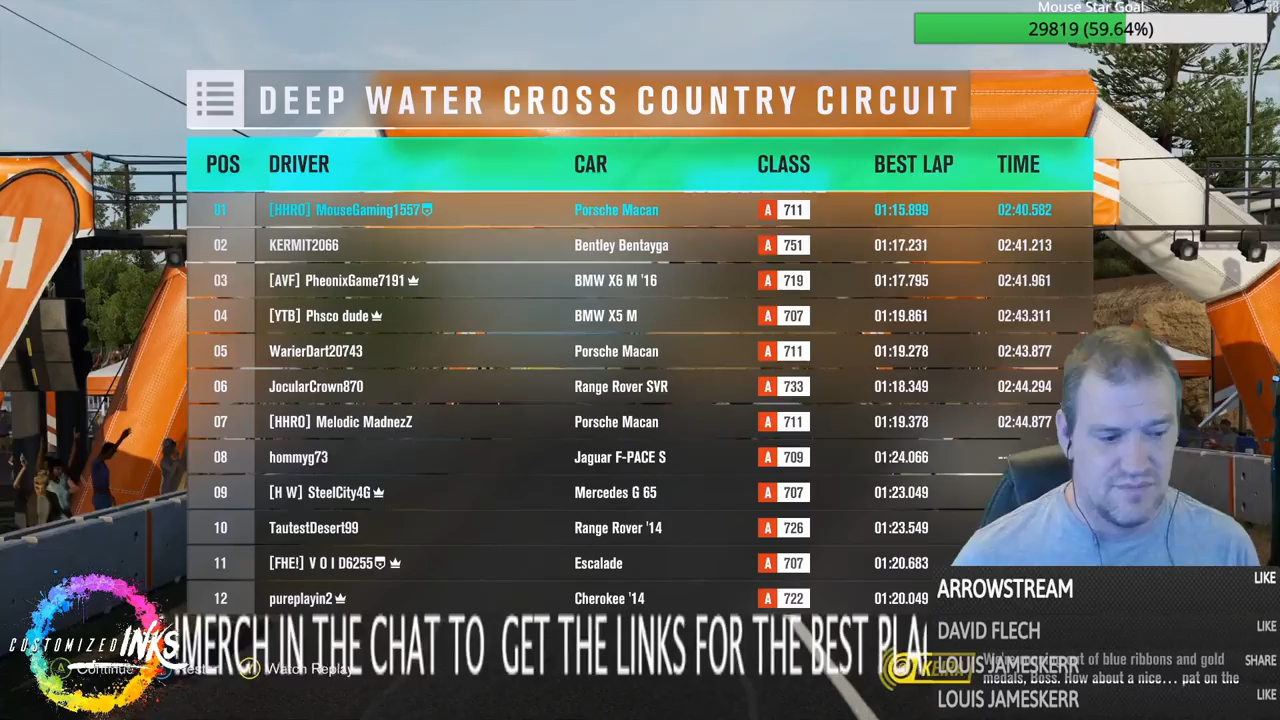 Mouse Star Goal
29819 (59.64%)
DEEP WATER CROSS COUNTRY CIRCUIT
POS DRIVER CAR CLASS BEST LAP TIME
01 [HHRO] MouseGaming1557 Porsche Macan A 711 01:15.899 02:40.582
02 KERMIT2066 Bentley Bentayga A 751 01:17.231 02:41.213
03 [AVF] PheonixGame7191 BMW X6 M '16 A 719 01:17.795 02:41.961
04 [YTB] Phsco dude BMW X5 M A 707 01:19.861 02:43.311
05 WarierDart20743 Porsche Macan A 711 01:19.278 02:43.877
06 JocularCrown870 Range Rover SVR A 733 01:18.349 02:44.294
07 [HHRO] Melodic MadnezZ Porsche Macan A 711 01:19.378 02:44.877
08 hommyg73 Jaguar F-PACE S A 709 01:24.066
09 [H W] SteelCity4G Mercedes G 65 A 707 01:23.049
10 TautestDesert99 Range Rover '14 A 726 01:23.549
11 [FHE!] V O I D6255 Escalade A 707 01:20.683
12 pureplayin2 Cherokee '14 A 722 01:20.049
CUSTOMIZED INKS
MERCH IN THE CHAT TO GET THE LINKS FOR THE BEST
Continue Watch Replay
ARROWSTREAM LIKE
DAVID FLECH LIKE
LOUIS JAMESKERR SHARE
of blue ribbons and gold
medals, Boss. How about a nice... pat on the
LOUIS JAMESKERR LIKE